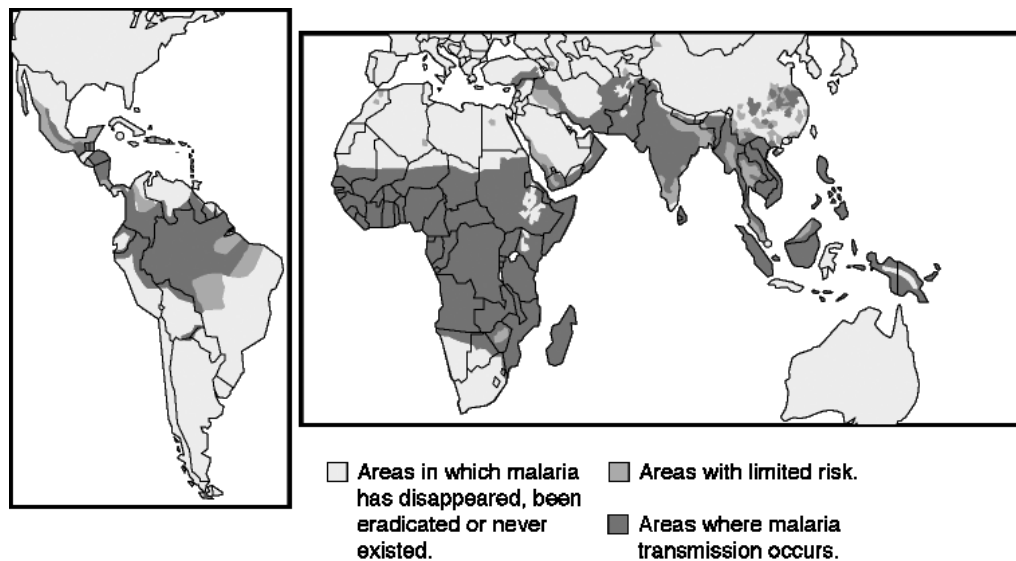 Areas in which malaria
has disappeared, been
eradicated or never
existed.
Areas with limited risk.
Areas where malaria
transmission occurs.